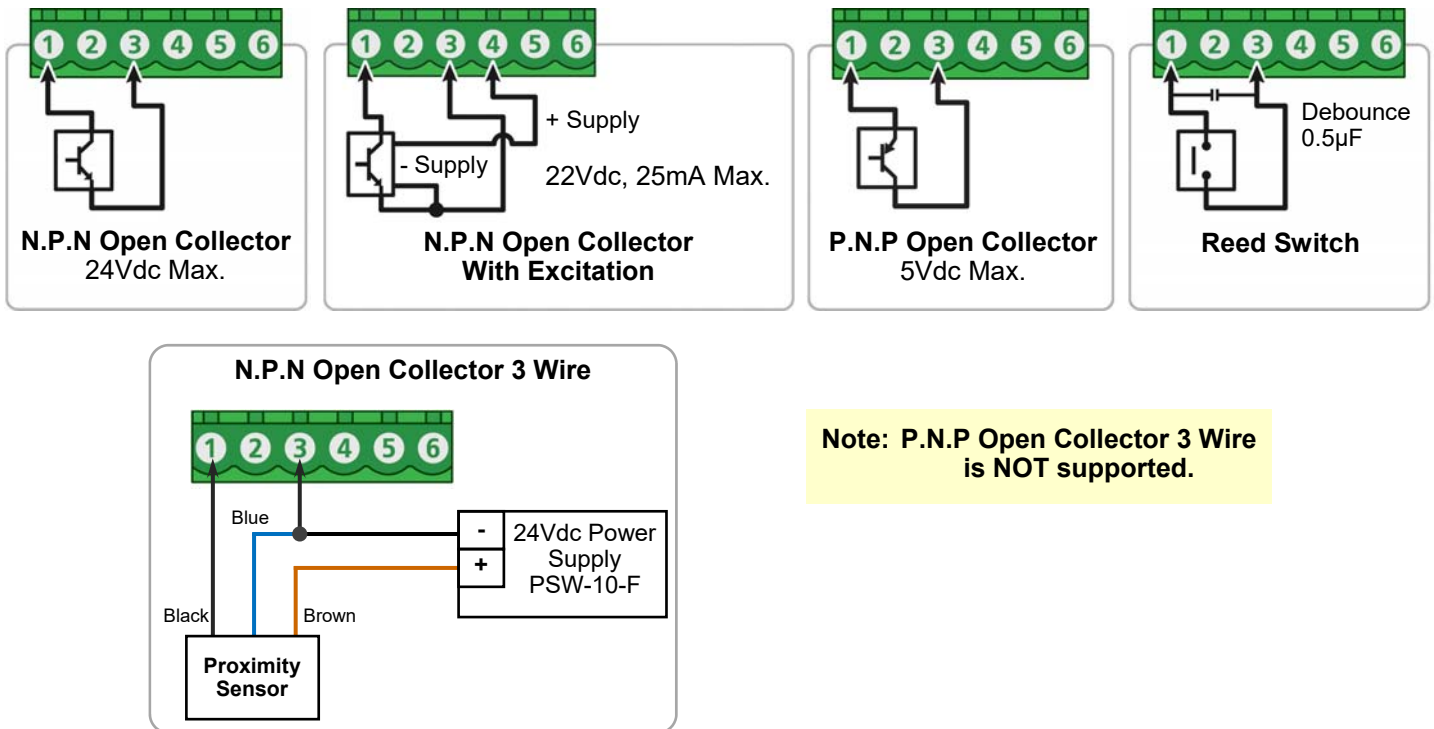 1 2 3 4 5 6
N.P.N Open Collector
24Vdc Max.
1 2 3 4 5 6
+ Supply
- Supply
22Vdc, 25mA Max.
N.P.N Open Collector
With Excitation
1 2 3 4 5 6
P.N.P Open Collector
5Vdc Max.
1 2 3 4 5 6
Debounce
0.5µF
Reed Switch
N.P.N Open Collector 3 Wire
1 2 3 4 5 6
Blue
-
+
24Vdc Power
Supply
PSW-10-F
Black
Brown
Proximity
Sensor
Note: P.N.P Open Collector 3 Wire
is NOT supported.